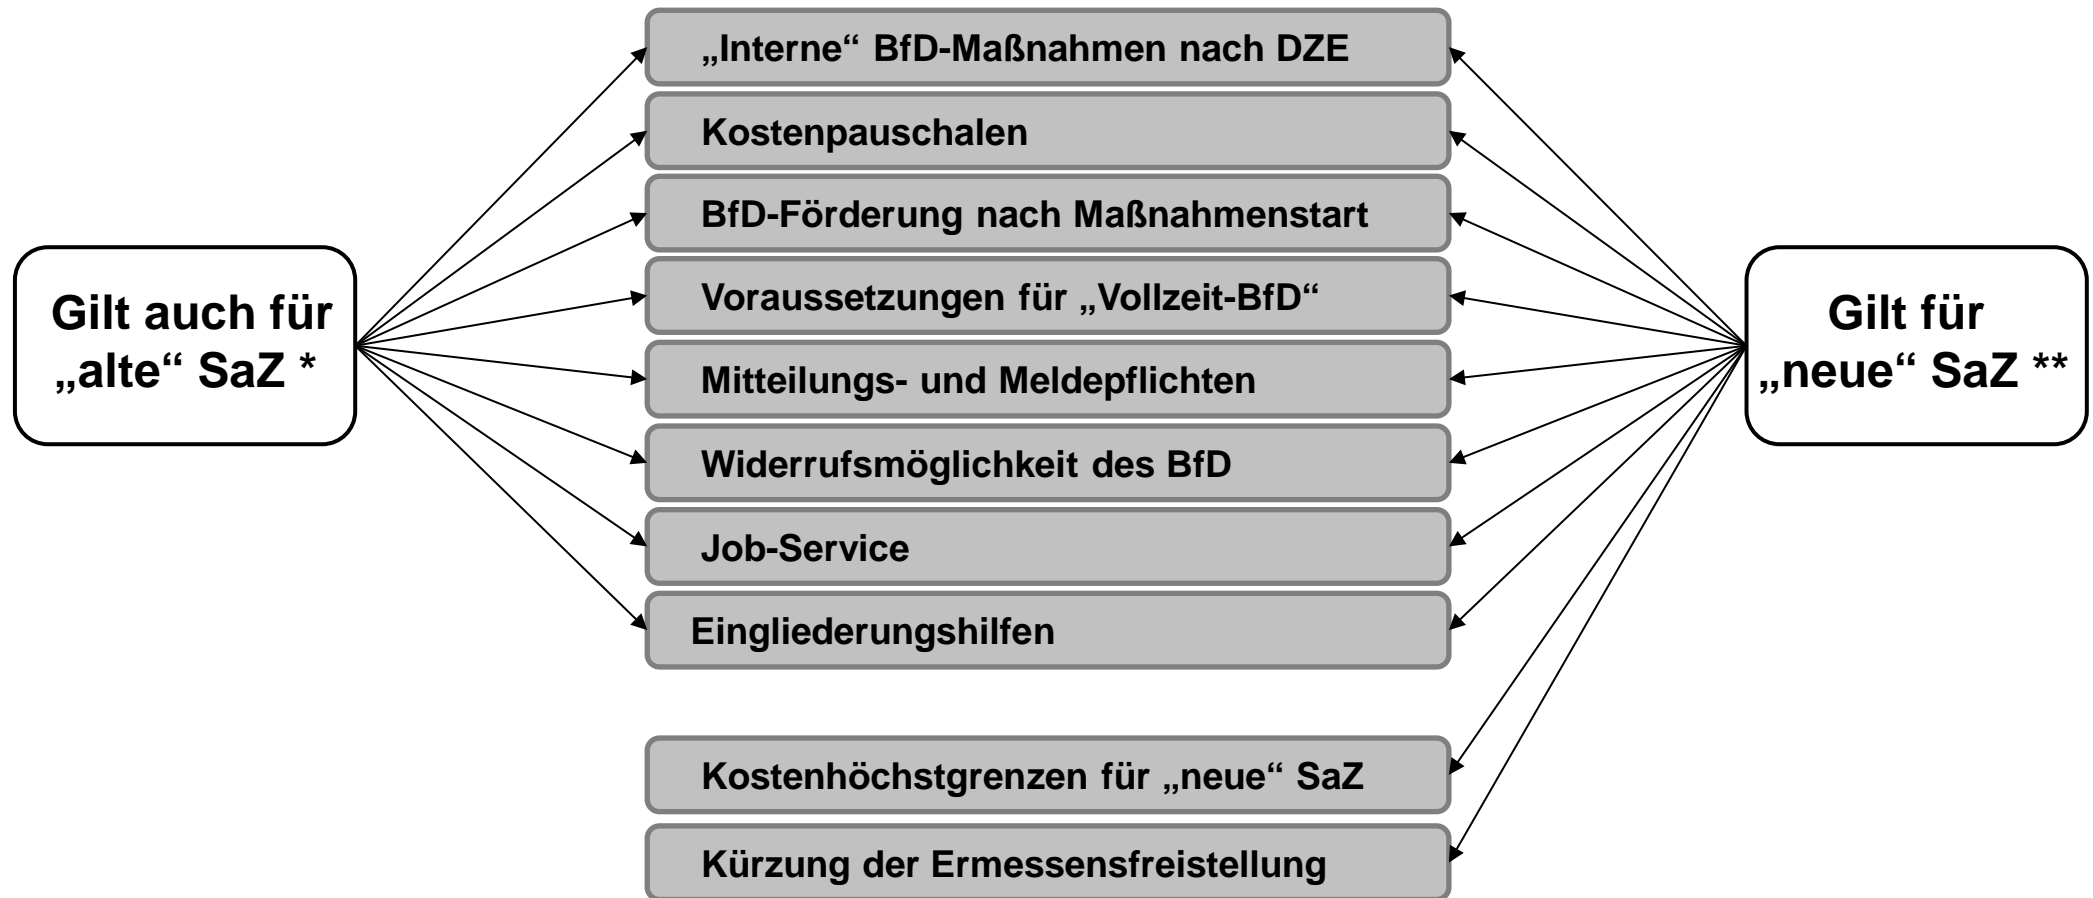 „Interne“ BfD-Maßnahmen nach DZE
Kostenpauschalen
BfD-Förderung nach Maßnahmenstart
Gilt auch für
„alte“ SaZ *
Voraussetzungen für „Vollzeit-BfD“
Gilt für
„neue“ SaZ **
Mitteilungs- und Meldepflichten
Widerrufsmöglichkeit des BfD
Job-Service
Eingliederungshilfen
Kostenhöchstgrenzen für „neue“ SaZ
Kürzung der Ermessensfreistellung